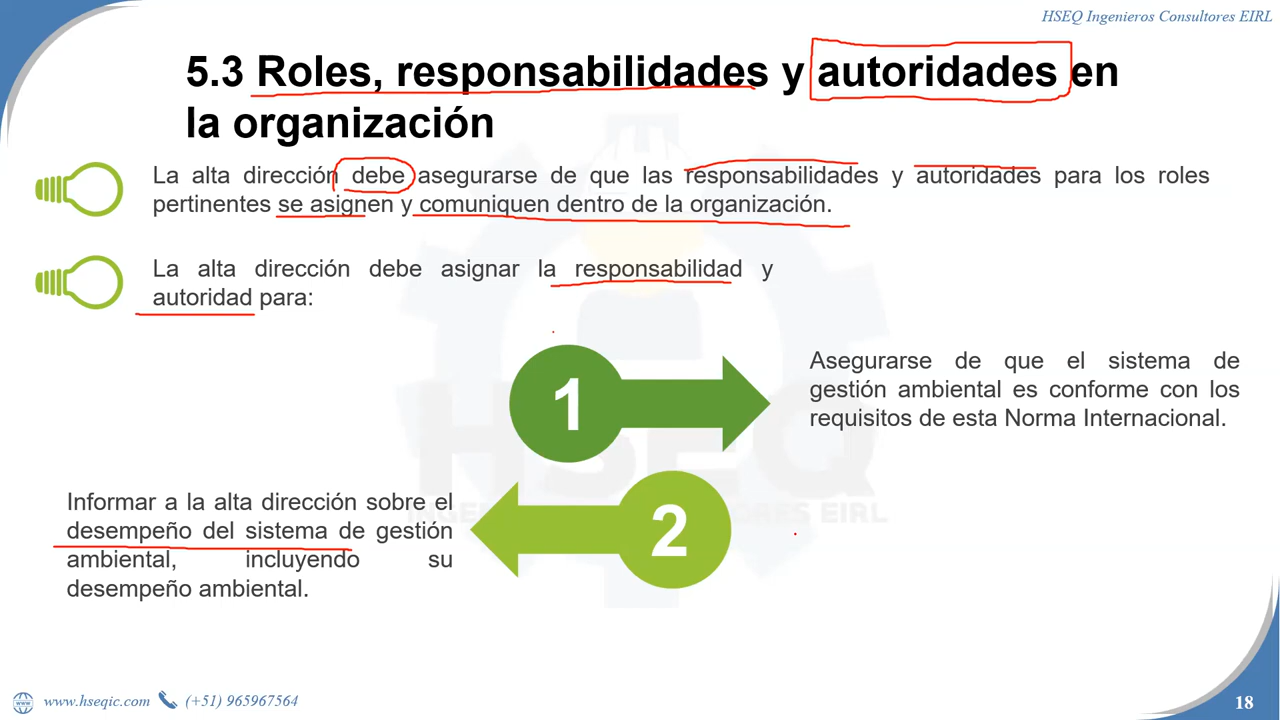 HSEQ Ingenieros Consultores EIRL
5.3 Roles, responsabilidades y autoridades en
la organización
La alta dirección debe asegurarse de que las responsabilidades y autoridades para los roles
pertinentes se asignen y comuniquen dentro de la organización.
La alta dirección debe asignar la responsabilidad y
autoridad para:
1
Asegurarse de que el sistema de
gestión ambiental es conforme con los
requisitos de esta Norma Internacional.
Informar a la alta dirección sobre el
desempeño del sistema de gestión
ambiental, incluyendo su
desempeño ambiental.
2
HSEQ
www.hseqic.com (+51) 965967564
18